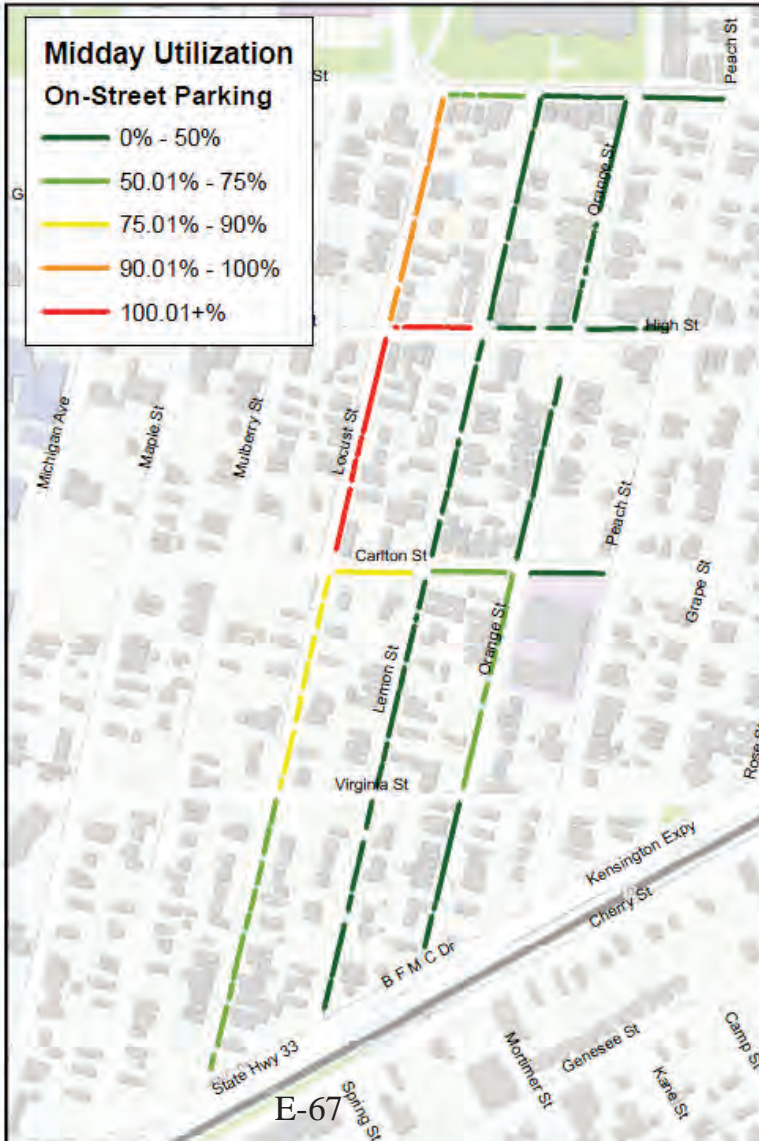 Midday Utilization
On-Street Parking
0% - 50%
50.01% - 75%
75.01% - 90%
90.01% - 100%
100.01+%
St
Peach St
Orange St
G
High St
Michigan Ave
Maple St
Mulberry St
Locust St
Peach St
Carlton St
Grape St
Lemon St
Orange St
Rose St
Virginia St
Kensington Expy
Cherry St
B F M C Dr
State Hwy 33
Mortimer St
Genesee St
Camp St
Kane St
Spring St
E-67